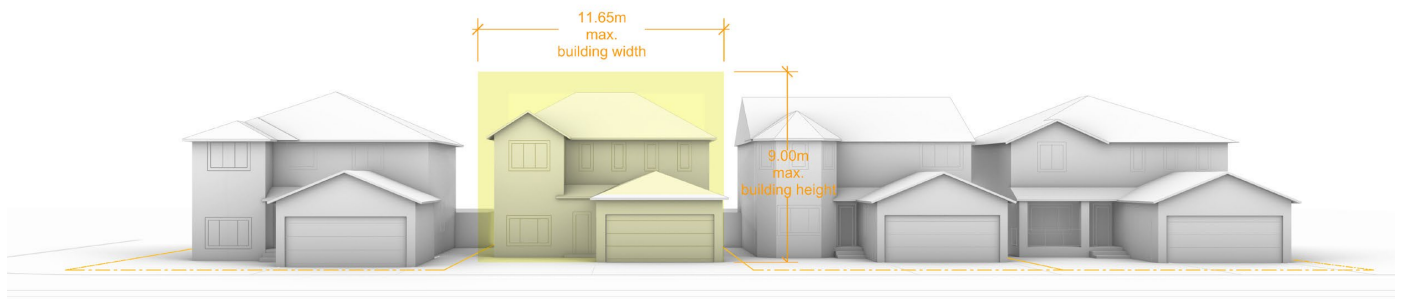 11.65m
max.
building width
9.00m
max.
building height